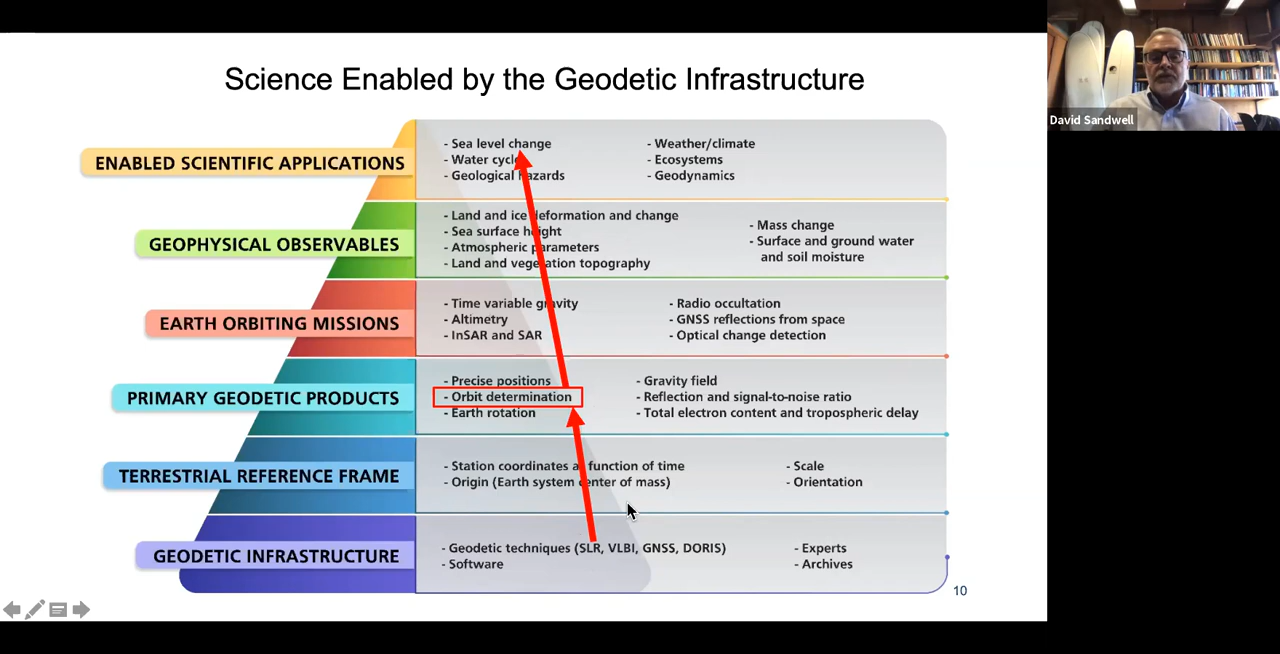 Science Enabled by the Geodetic Infrastructure
David Sandwell
ENABLED SCIENTIFIC APPLICATIONS
- Sea level change
- Water cycle
- Geological hazards
- Weather/climate
- Ecosystems
- Geodynamics
GEOPHYSICAL OBSERVABLES
- Land and ice deformation and change
- Sea surface height
- Atmospheric parameters
- Land and vegetation topography
- Mass change
- Surface and ground water
and soil moisture
EARTH ORBITING MISSIONS
- Time variable gravity
- Altimetry
- InSAR and SAR
- Radio occultation
- GNSS reflections from space
- Optical change detection
PRIMARY GEODETIC PRODUCTS
- Precise positions
- Orbit determination
- Earth rotation
- Gravity field
- Reflection and signal-to-noise ratio
- Total electron content and tropospheric delay
TERRESTRIAL REFERENCE FRAME
- Station coordinates as function of time
- Origin (Earth system center of mass)
- Scale
- Orientation
GEODETIC INFRASTRUCTURE
- Geodetic techniques (SLR, VLBI, GNSS, DORIS)
- Software
- Experts
- Archives
10